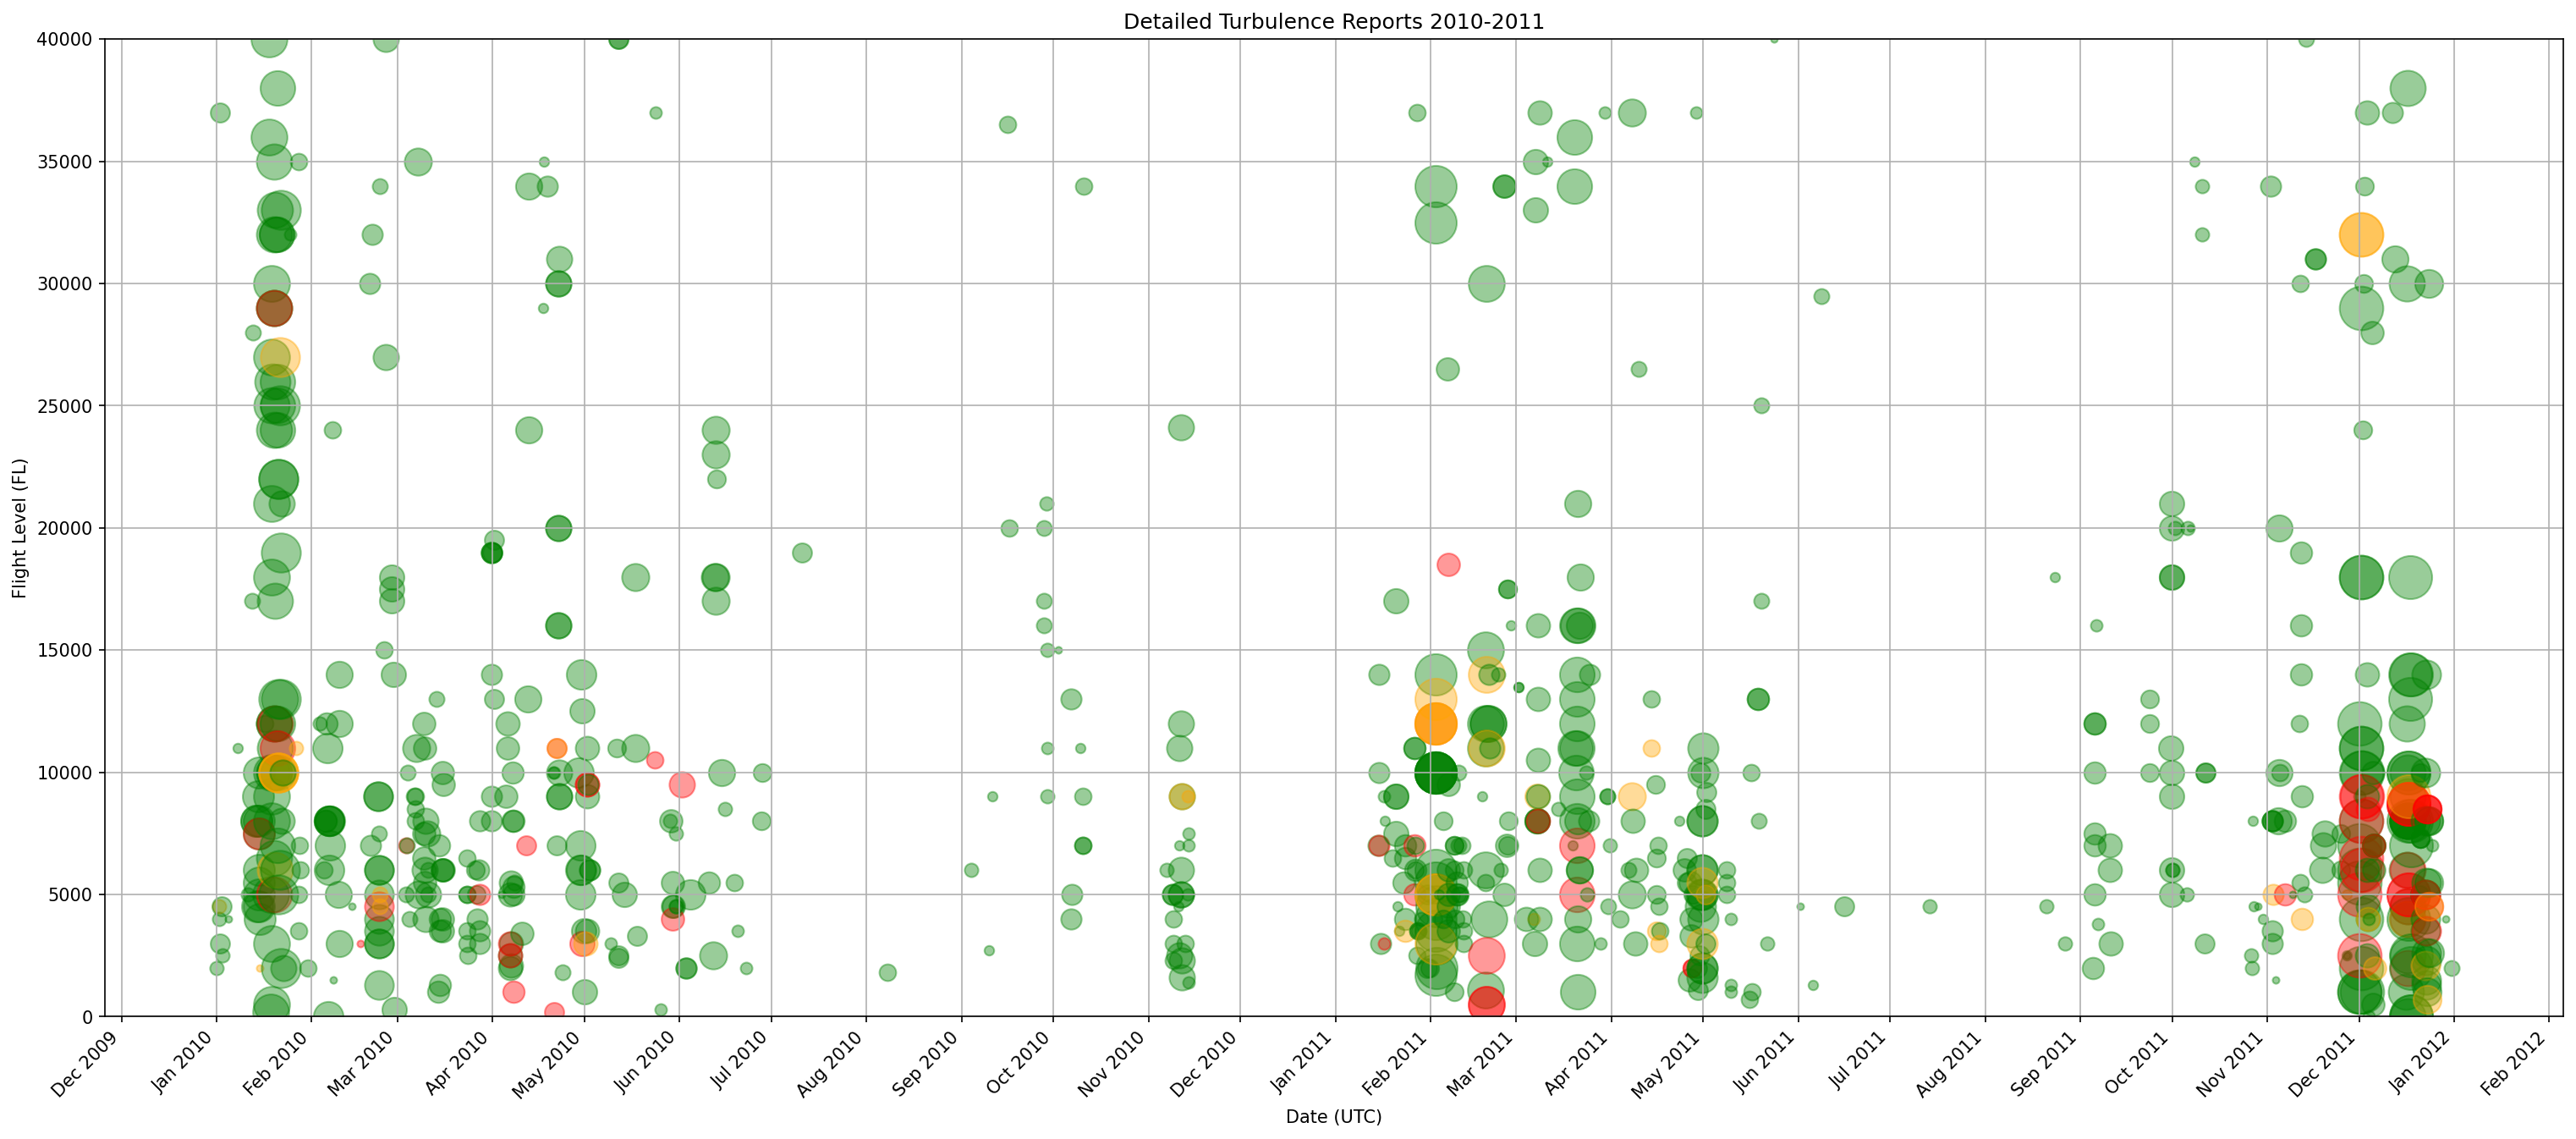 Detailed Turbulence Reports 2010-2011
Flight Level (FL)
40000
35000
30000
25000
20000
15000
10000
5000
0
Dec 2009
Jan 2010
Feb 2010
Mar 2010
Apr 2010
May 2010
Jun 2010
Jul 2010
Aug 2010
Sep 2010
Oct 2010
Nov 2010
Dec 2010
Jan 2011
Feb 2011
Mar 2011
Apr 2011
May 2011
Jun 2011
Jul 2011
Aug 2011
Sep 2011
Oct 2011
Nov 2011
Dec 2011
Jan 2012
Feb 2012
Date (UTC)